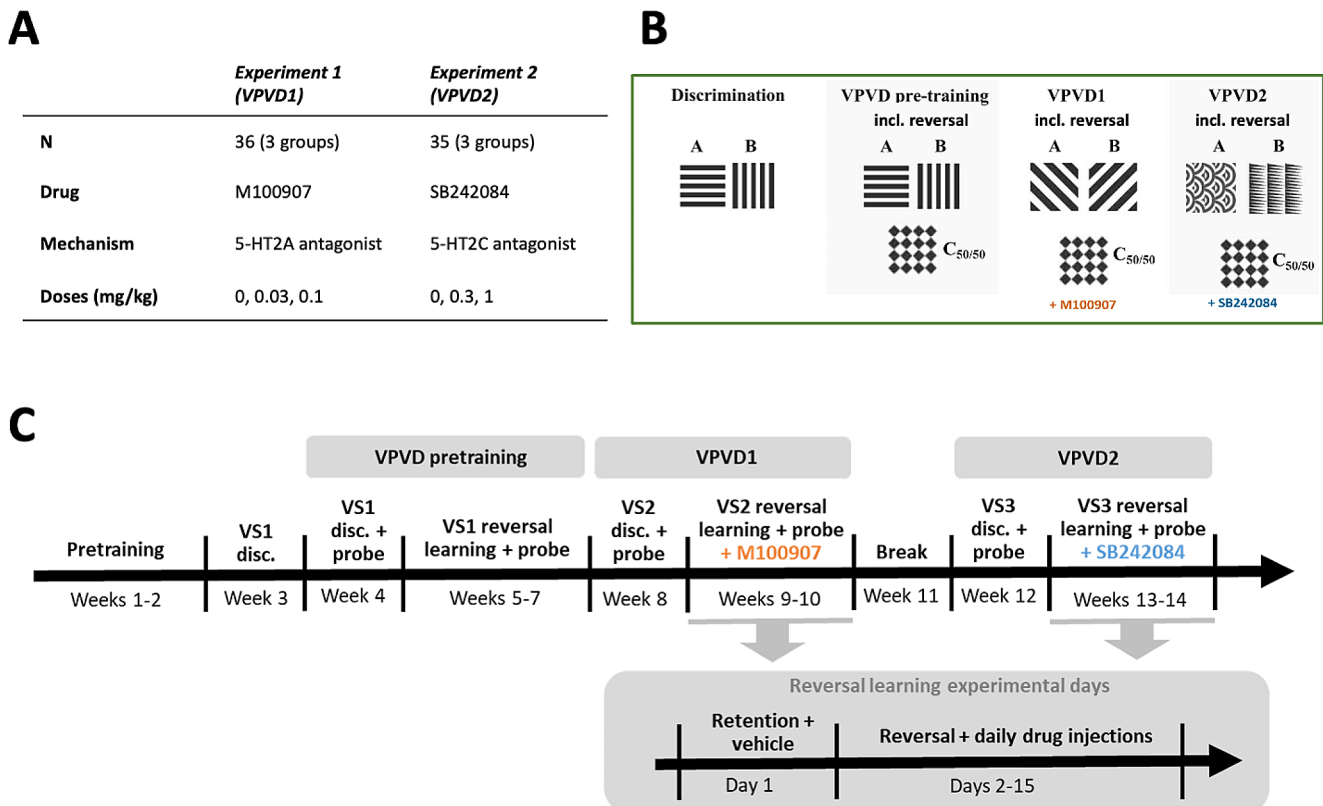 A
Experiment 1 Experiment 2
(VPVD1) (VPVD2)
N 36 (3 groups) 35 (3 groups)
Drug M100907 SB242084
Mechanism 5-HT2A antagonist 5-HT2C antagonist
Doses (mg/kg) 0, 0.03, 0.1 0, 0.3, 1
B
Discrimination VPVD pre-training VPVD1 VPVD2
incl. reversal incl. reversal incl. reversal
A B A B A B A B
C50/50 C50/50 C50/50
+ M100907 + SB242084
C
VPVD pretraining VPVD1 VPVD2
Pretraining
VS1
disc.
VS1
disc. +
probe
VS1 reversal
learning + probe
VS2
disc. +
probe
VS2 reversal
learning + probe
+ M100907
Break
VS3
disc. +
probe
VS3 reversal
learning + probe
+ SB242084
Weeks 1-2 Week 3 Week 4 Weeks 5-7 Week 8 Weeks 9-10 Week 11 Week 12 Weeks 13-14
Reversal learning experimental days
Retention +
vehicle
Reversal + daily drug injections
Day 1 Days 2-15